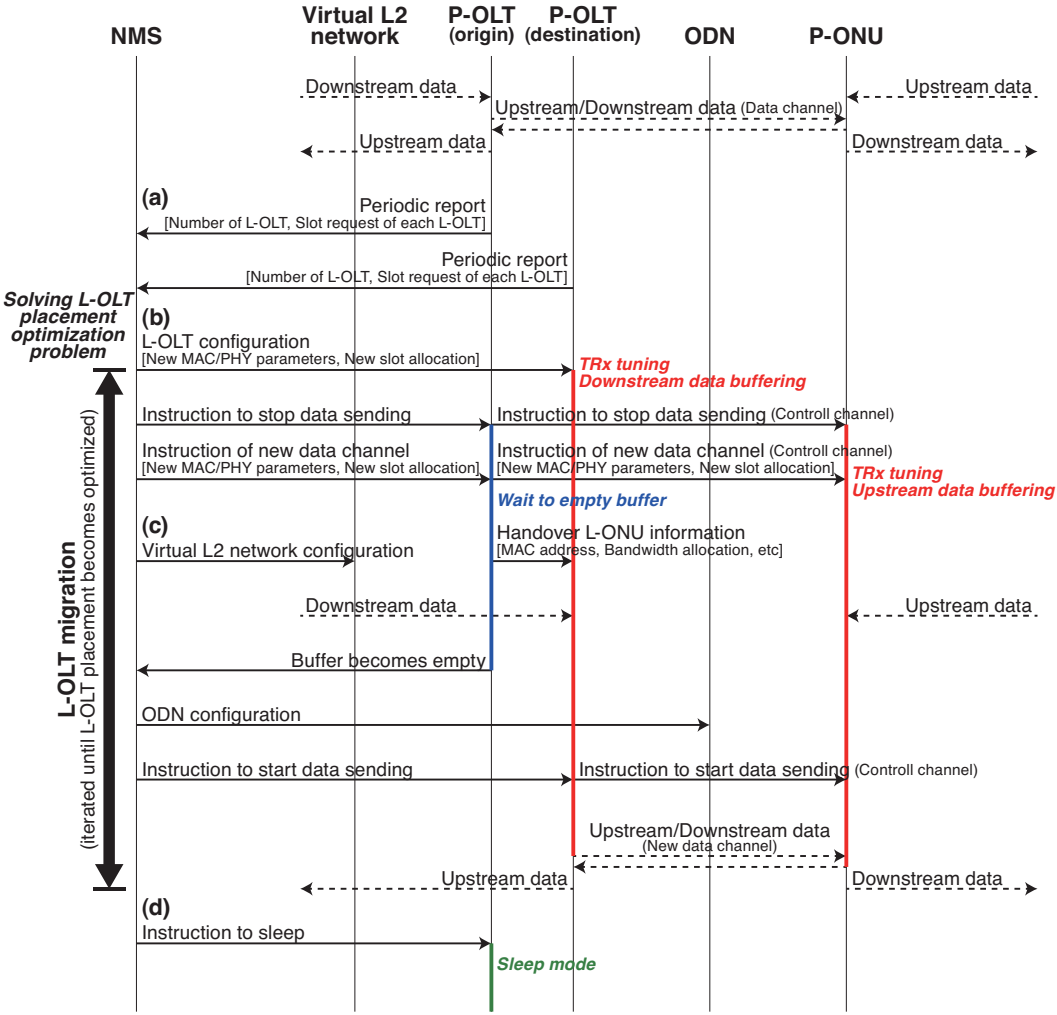 NMS
Virtual L2
network
P-OLT
(origin)
P-OLT
(destination)
ODN
P-ONU
Downstream data
Upstream data
Upstream/Downstream data (Data channel)
Upstream data
Downstream data
(a)
Periodic report
[Number of L-OLT, Slot request of each L-OLT]
Periodic report
[Number of L-OLT, Slot request of each L-OLT]
Solving L-OLT
placement
optimization
problem
(b)
L-OLT configuration
[New MAC/PHY parameters, New slot allocation]
TRx tuning
Downstream data buffering
Instruction to stop data sending
Instruction to stop data sending (Controll channel)
Instruction of new data channel
[New MAC/PHY parameters, New slot allocation]
Instruction of new data channel (Controll channel)
[New MAC/PHY parameters, New slot allocation]
TRx tuning
Upstream data buffering
Wait to empty buffer
(c)
Virtual L2 network configuration
Handover L-ONU information
[MAC address, Bandwidth allocation, etc]
Downstream data
Upstream data
Buffer becomes empty
ODN configuration
Instruction to start data sending
Instruction to start data sending (Controll channel)
Upstream/Downstream data
(New data channel)
Upstream data
Downstream data
L-OLT migration
(iterated until L-OLT placement becomes optimized)
(d)
Instruction to sleep
Sleep mode